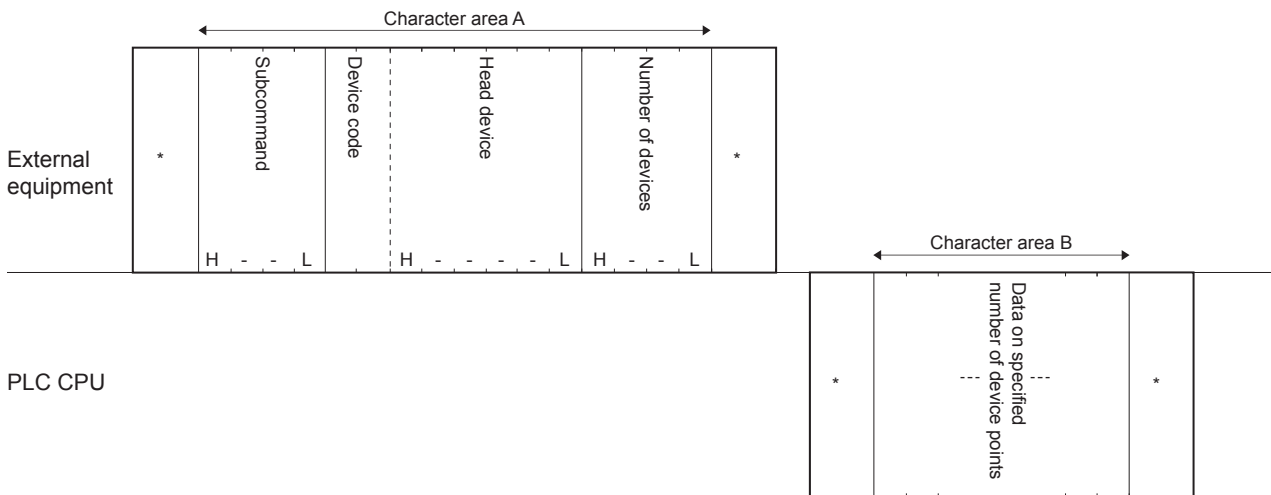 Character area A
*
Subcommand
Device code
Head device
Number of devices
*
External
equipment
H - - L
H - - - - L
H - - L
Character area B
PLC CPU
*
Data on specified
number of device points
*